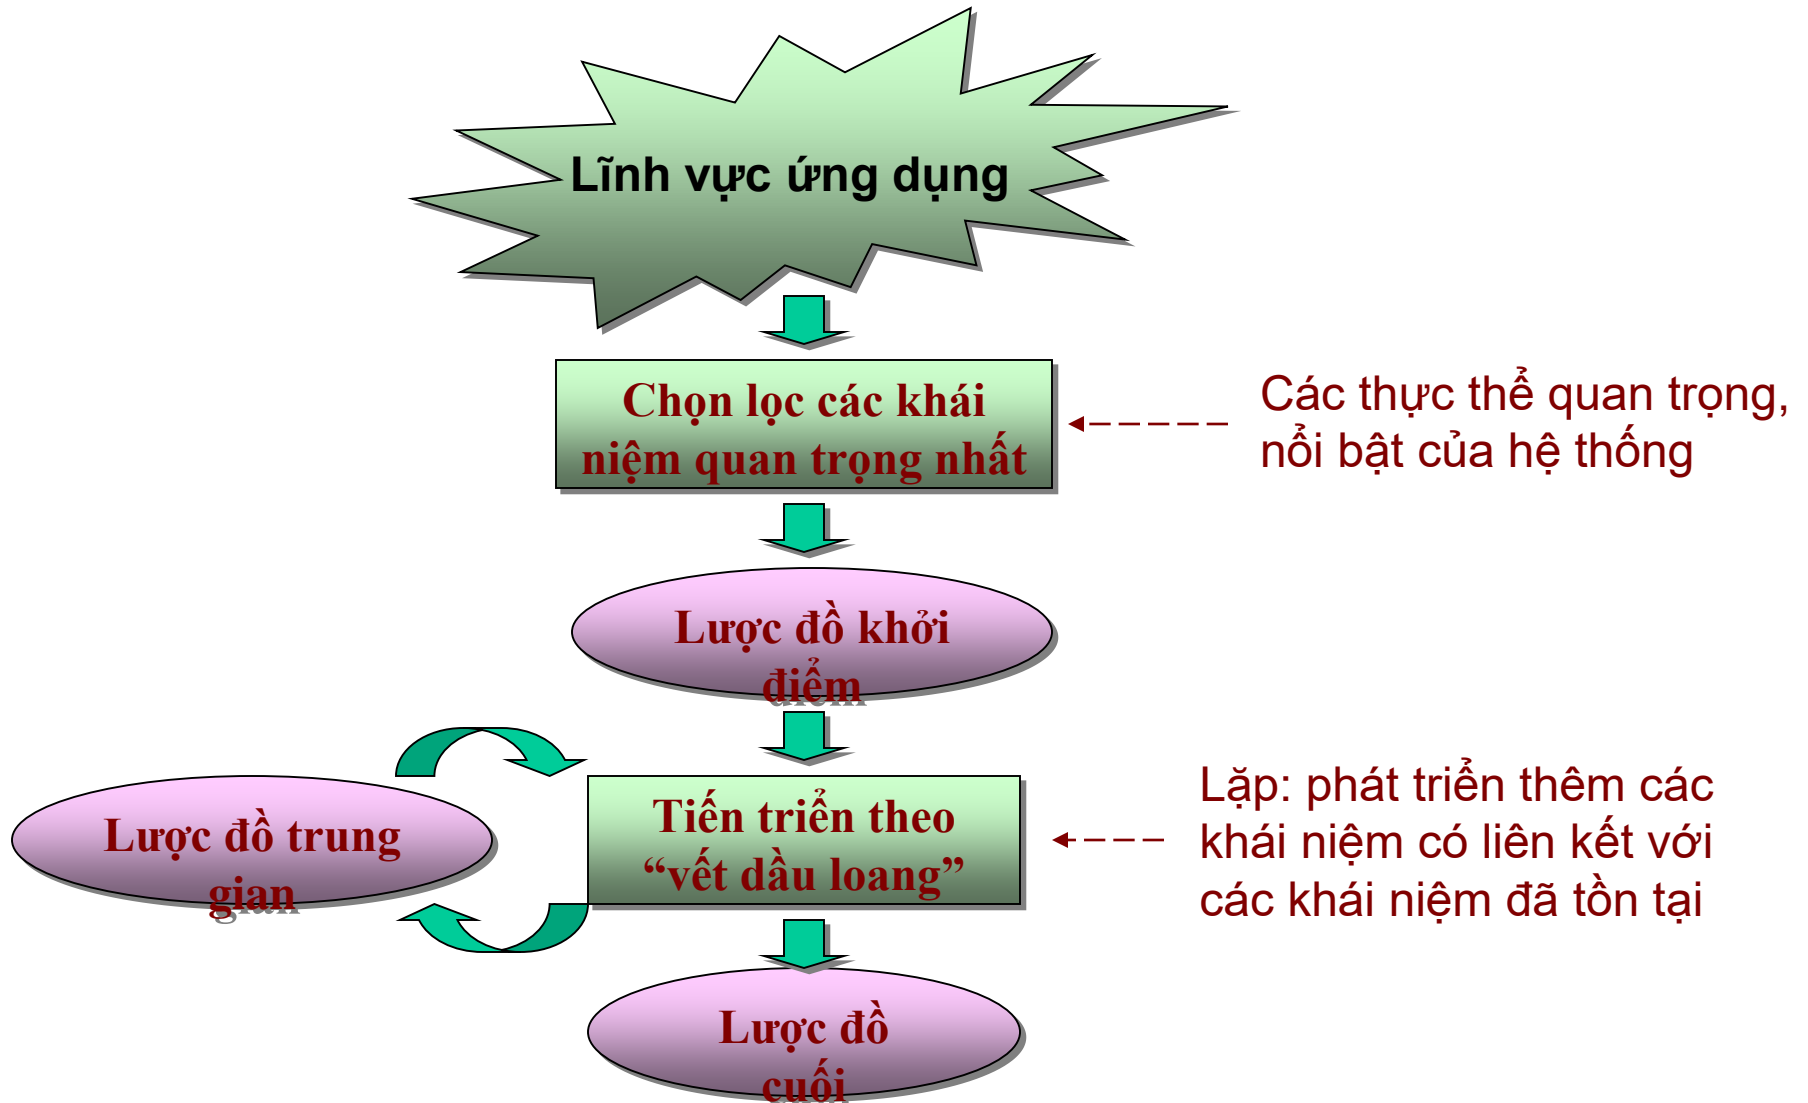 Lĩnh vực ứng dụng
Chọn lọc các khái
niệm quan trọng nhất
Các thực thể quan trọng,
nổi bật của hệ thống
Lược đồ khởi
điểm
Lược đồ trung
gian
Tiến triển theo
“vết dầu loang”
Lặp: phát triển thêm các
khái niệm có liên kết với
các khái niệm đã tồn tại
Lược đồ
cuối